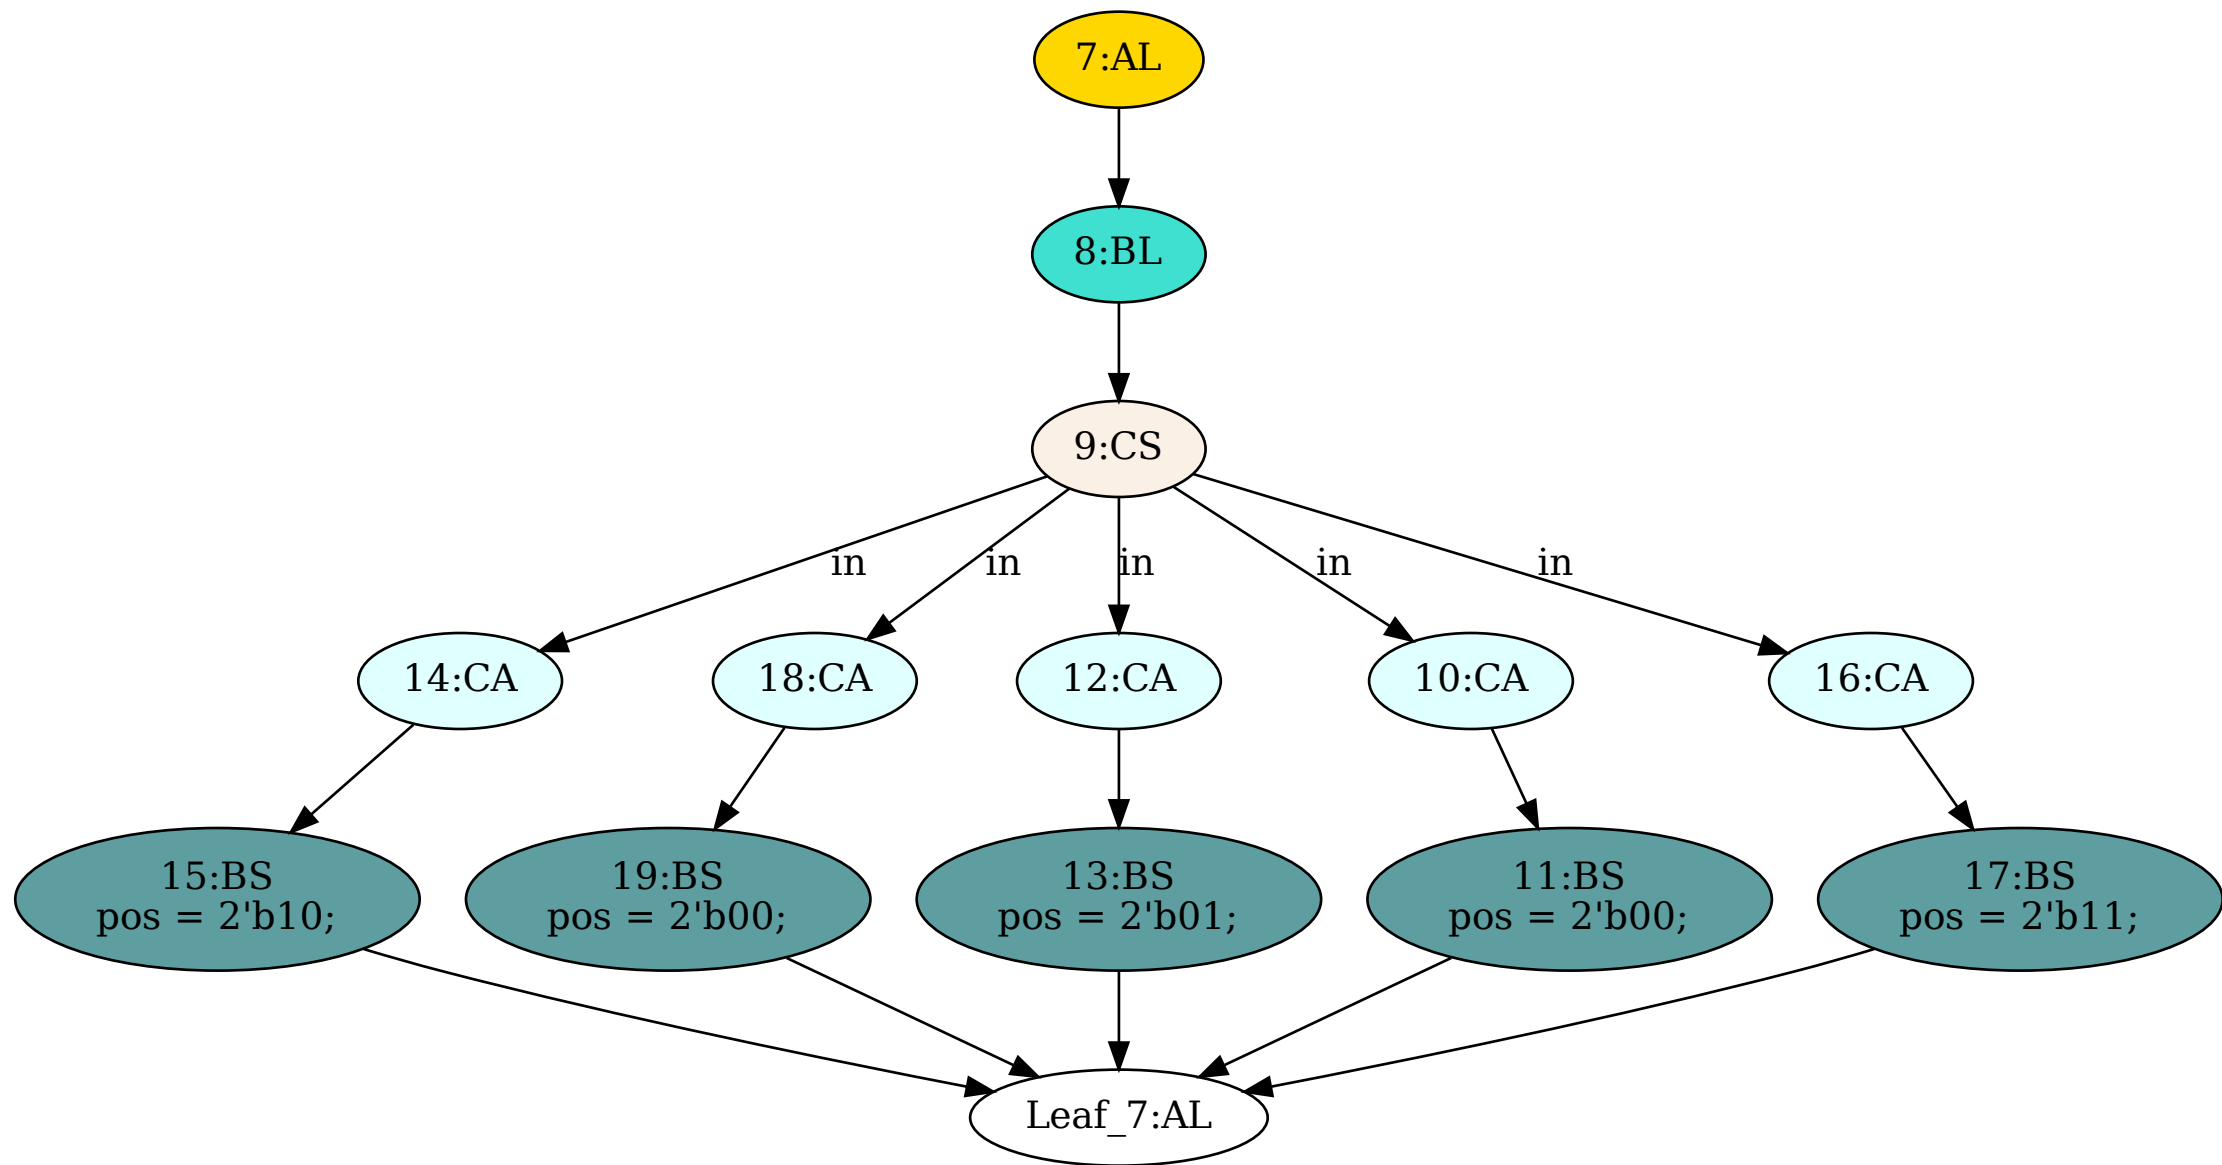 7:AL
8:BL
9:CS
in
in
in
in
in
14:CA
18:CA
12:CA
10:CA
16:CA
15:BS
pos = 2'b10;
19:BS
pos = 2'b00;
13:BS
pos = 2'b01;
11:BS
pos = 2'b00;
17:BS
pos = 2'b11;
Leaf_7:AL